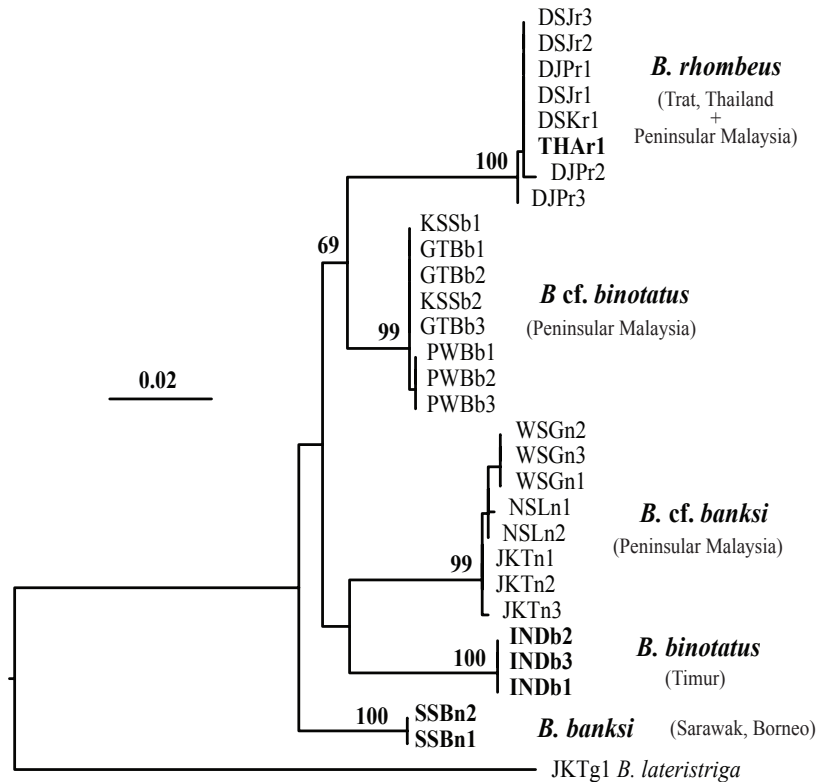 DSJr3
DSJr2
DJPr1
DSJr1
DSKr1
THAr1
DJPr2
DJPr3
B. rhombeus
(Trat, Thailand
+
Peninsular Malaysia)
100
69
KSSb1
GTBb1
GTBb2
KSSb2
GTBb3
PWBb1
PWBb2
PWBb3
B cf. binotatus
(Peninsular Malaysia)
99
0.02
WSGn2
WSGn3
WSGn1
NSLn1
NSLn2
JKTn1
JKTn2
JKTn3
B. cf. banksi
(Peninsular Malaysia)
99
INDb2
INDb3
INDb1
B. binotatus
(Timur)
100
SSBn2
SSBn1
B. banksi (Sarawak, Borneo)
100
JKTg1 B. lateristriga